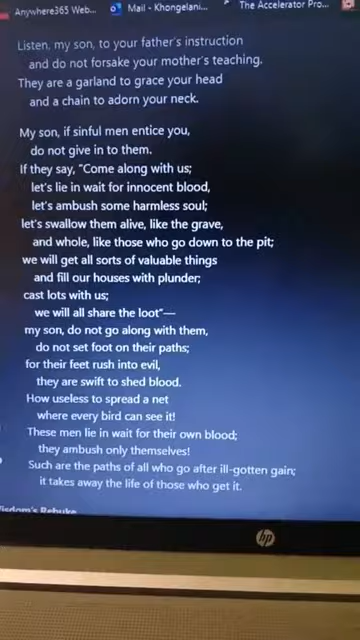 Anywhere365 Web...
Mail - Khongelani...
The Accelerator Pro...
Listen, my son, to your father's instruction
and do not forsake your mother's teaching.
They are a garland to grace your head
and a chain to adorn your neck.
My son, if sinful men entice you,
do not give in to them.
If they say, "Come along with us;
let's lie in wait for innocent blood,
let's ambush some harmless soul;
let's swallow them alive, like the grave,
and whole, like those who go down to the pit;
we will get all sorts of valuable things
and fill our houses with plunder;
cast lots with us;
we will all share the loot"—
my son, do not go along with them,
do not set foot on their paths;
for their feet rush into evil,
they are swift to shed blood.
How useless to spread a net
where every bird can see it!
These men lie in wait for their own blood;
they ambush only themselves!
Such are the paths of all who go after ill-gotten gain;
it takes away the life of those who get it.
Wisdom's Rebuke
hp